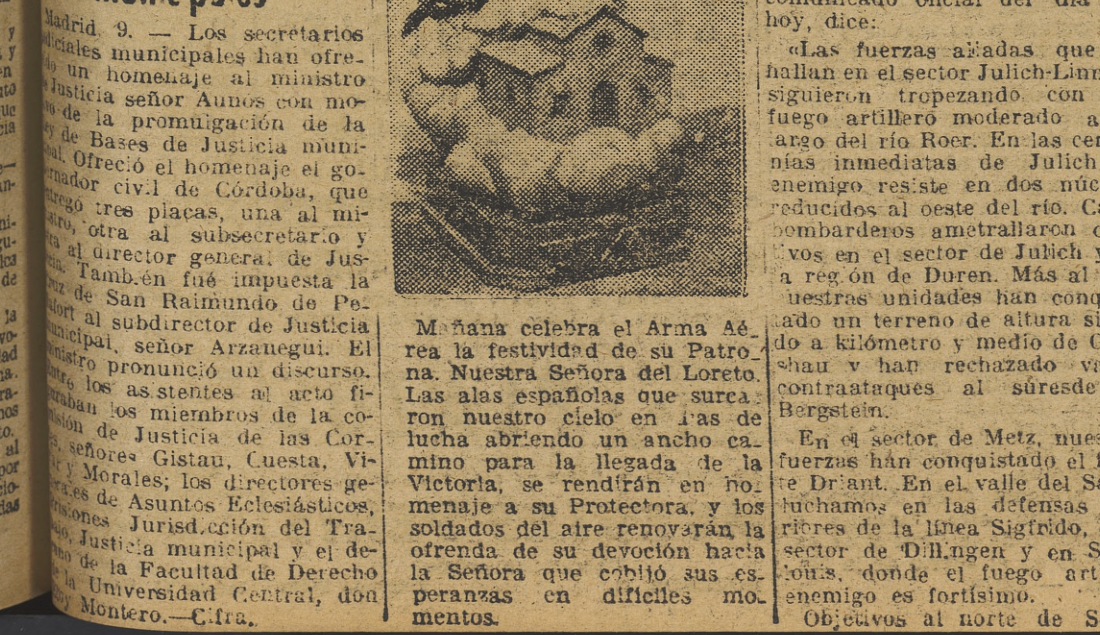 Madrid, 9. — Los secretarios
judiciales municipales han ofre-
un homenaje al ministro
Justicia señor Aunós con mo-
de la promulgación de la
de Bases de Justicia muni-
Ofreció el homenaje el go-
civil de Córdoba, que
tres placas, una al mi-
otra al subsecretario y
al director general de Jus-
También fué impuesta la
de San Raimundo de Pe-
al subdirector de Justicia
señor Arzanegui. El
pronunció un discurso.
los asistentes al acto fi-
los miembros de la co-
de Justicia de las Cor-
señores Gistau, Cuesta, Vi-
y Morales; los directores ge-
de Asuntos Eclesiásticos,
Jurisdicción del Tra-
Justicia municipal y el de-
de la Facultad de Derecho
la Universidad Central, don
Montero.—Cifra.
Mañana celebra el Arma Aé-
rea la festividad de su Patro-
na. Nuestra Señora del Loreto.
Las alas españolas que surca-
ron nuestro cielo en días de
lucha abriendo un ancho ca-
mino para la llegada de la
Victoria, se rendirán en ho-
menaje a su Protectora, y los
soldados del aire renovarán la
ofrenda de su devoción hacia
la Señora que cobijó sus es-
peranzas en difíciles mo-
mentos.
comunicado oficial del día
hoy, dice:
«Las fuerzas aliadas que
hallan en el sector Julich-Linn
siguieron tropezando con
fuego artillero moderado a
largo del río Roer. En las cer
nías inmediatas de Julich
enemigo resiste en dos núc
reducidos al oeste del río. Ca
bombarderos ametrallaron
vos en el sector de Julich y
a región de Duren. Más al
uestras unidades han conq
tado un terreno de altura si
do a kilómetro y medio de G
shau y han rechazado va
contraataques al suresde
Bergstein.
En el sector de Metz, nues
fuerzas han conquistado el f
te Driant. En el valle del Sa
luchamos en las defensas
riores de la línea Sigfrido,
sector de Dillingen y en S
louis, donde el fuego art
enemigo es fortísimo.
Objetivos al norte de S